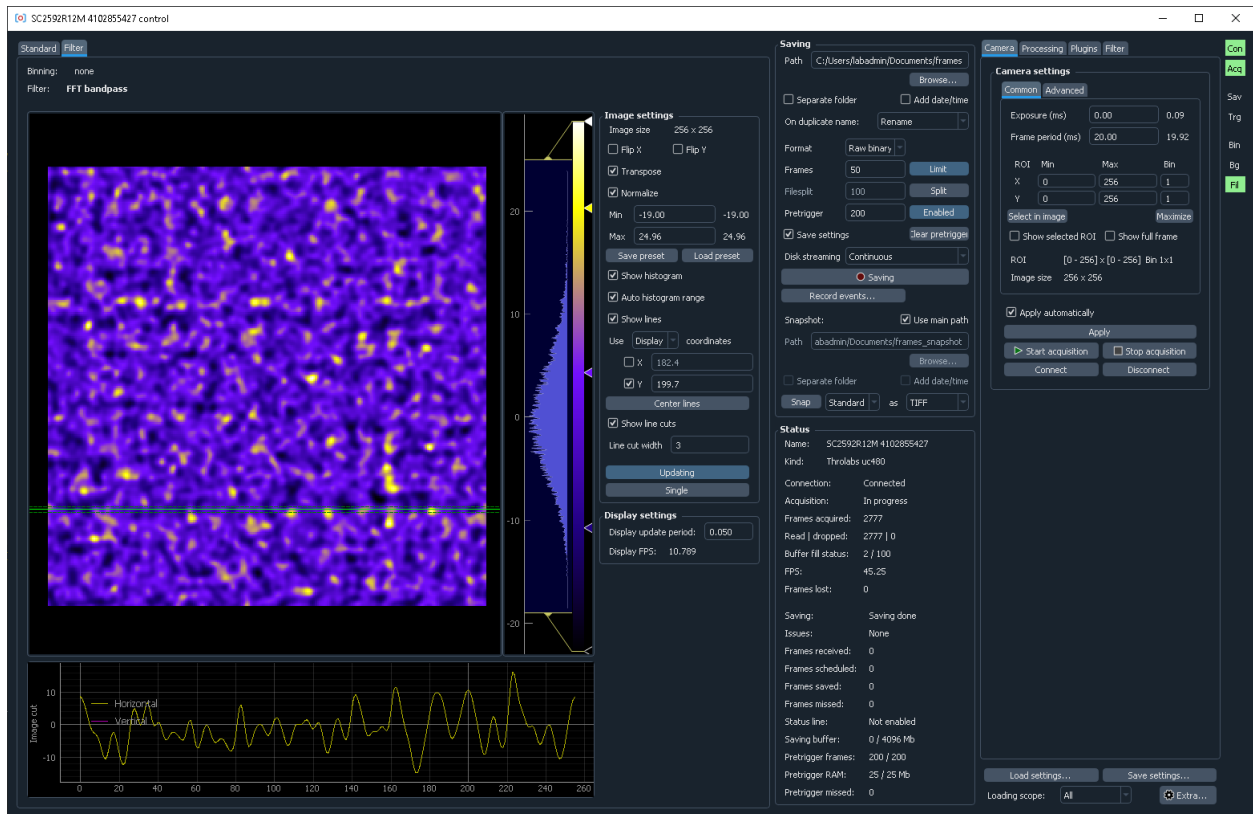 SC2592R12M 4102855427 control
Standard Filter
Binning: none
Filter: FFT bandpass
20
10
0
-10
-20
Image cut
10
0
-10
Horizontal
Vertical
0 20 40 60 80 100 120 140 160 180 200 220 240 260
Image settings
Image size 256 x 256
Flip X Flip Y
Transpose
Normalize
Min -19.00 -19.00
Max 24.96 24.96
Save preset Load preset
Show histogram
Auto histogram range
Show lines
Use Display coordinates
X 182.4
Y 199.7
Center lines
Show line cuts
Line cut width 3
Updating
Single
Display settings
Display update period: 0.050
Display FPS: 10.789
Saving
Path C:/Users/labadmin/Documents/frames
Browse...
Separate folder Add date/time
On duplicate name: Rename
Format Raw binary
Frames 50 Limit
Filesplit 100 Split
Pretrigger 200 Enabled
Save settings Clear pretrigger
Disk streaming Continuous
Saving
Record events...
Snapshot: Use main path
Path abadmin/Documents/frames_snapshot
Browse...
Separate folder Add date/time
Snap Standard as TIFF
Status
Name: SC2592R12M 4102855427
Kind: Throlabs uc480
Connection: Connected
Acquisition: In progress
Frames acquired: 2777
Read | dropped: 2777 | 0
Buffer fill status: 2 / 100
FPS: 45.25
Frames lost: 0
Saving: Saving done
Issues: None
Frames received: 0
Frames scheduled: 0
Frames saved: 0
Frames missed: 0
Status line: Not enabled
Saving buffer: 0 / 4096 Mb
Pretrigger frames: 200 / 200
Pretrigger RAM: 25 / 25 Mb
Pretrigger missed: 0
Camera Processing Plugins Filter
Camera settings
Common Advanced
Exposure (ms) 0.00 0.09
Frame period (ms) 20.00 19.92
ROI Min Max Bin
X 0 256 1
Y 0 256 1
Select in image Maximize
Show selected ROI Show full frame
ROI [0 - 256] x [0 - 256] Bin 1x1
Image size 256 x 256
Apply automatically
Apply
Start acquisition Stop acquisition
Connect Disconnect
Load settings... Save settings...
Loading scope: All Extra...
Con
Acq
Sav
Trg
Bin
Bg
Fil